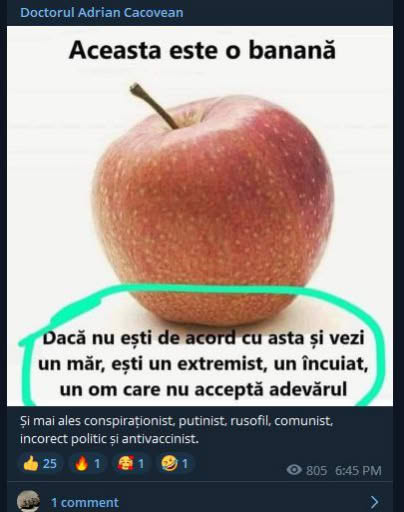 Doctorul Adrian Cacovean
Aceasta este o banană
Dacă nu ești de acord cu asta și vezi
un măr, ești un extremist, un încuiat,
un om care nu acceptă adevărul
Și mai ales conspiraționist, putinist, rusofil, comunist,
incorect politic și antivaccinist.
👍 25 🔥 1 🥰 1 🤣 1 805 6:45 PM
1 comment